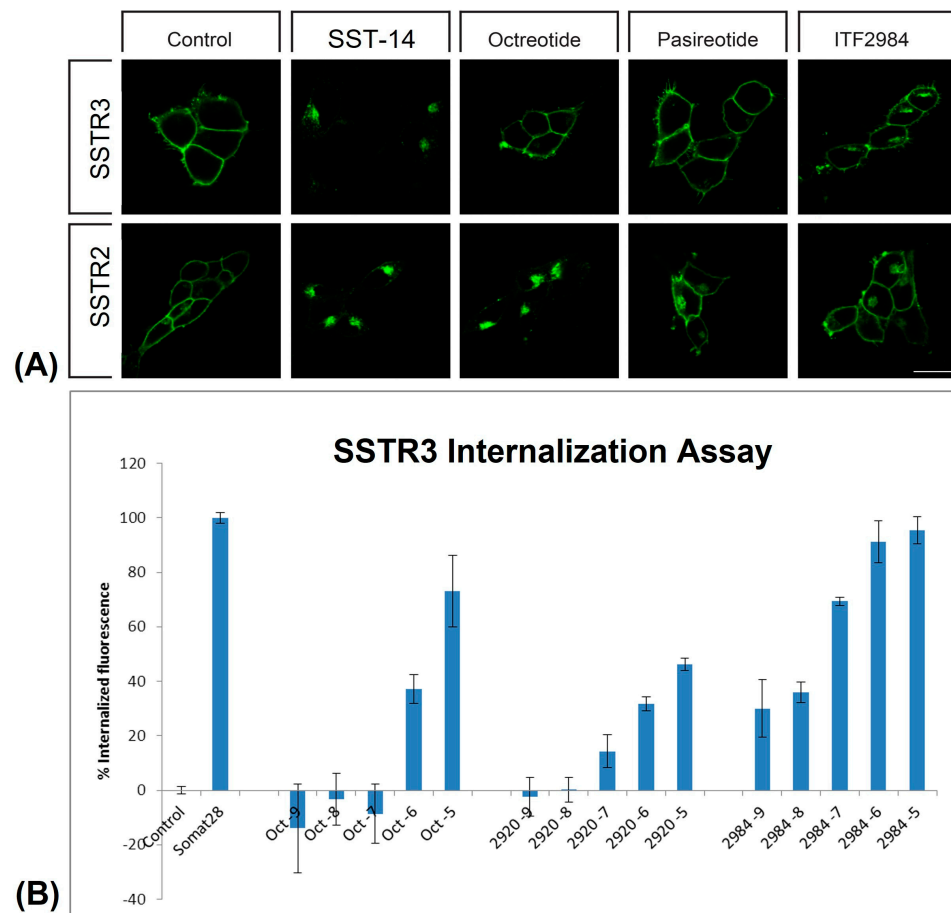 Control SST-14 Octreotide Pasireotide ITF2984
SSTR3
SSTR2
(A)
SSTR3 Internalization Assay
% Internalized fluorescence
120
100
80
60
40
20
0
-20
-40
Control Somat28 Oct -9 Oct -8 Oct -7 Oct -6 Oct -5 2920 -9 2920 -8 2920 -7 2920 -6 2920 -5 2984 -9 2984 -8 2984 -7 2984 -6 2984 -5
(B)